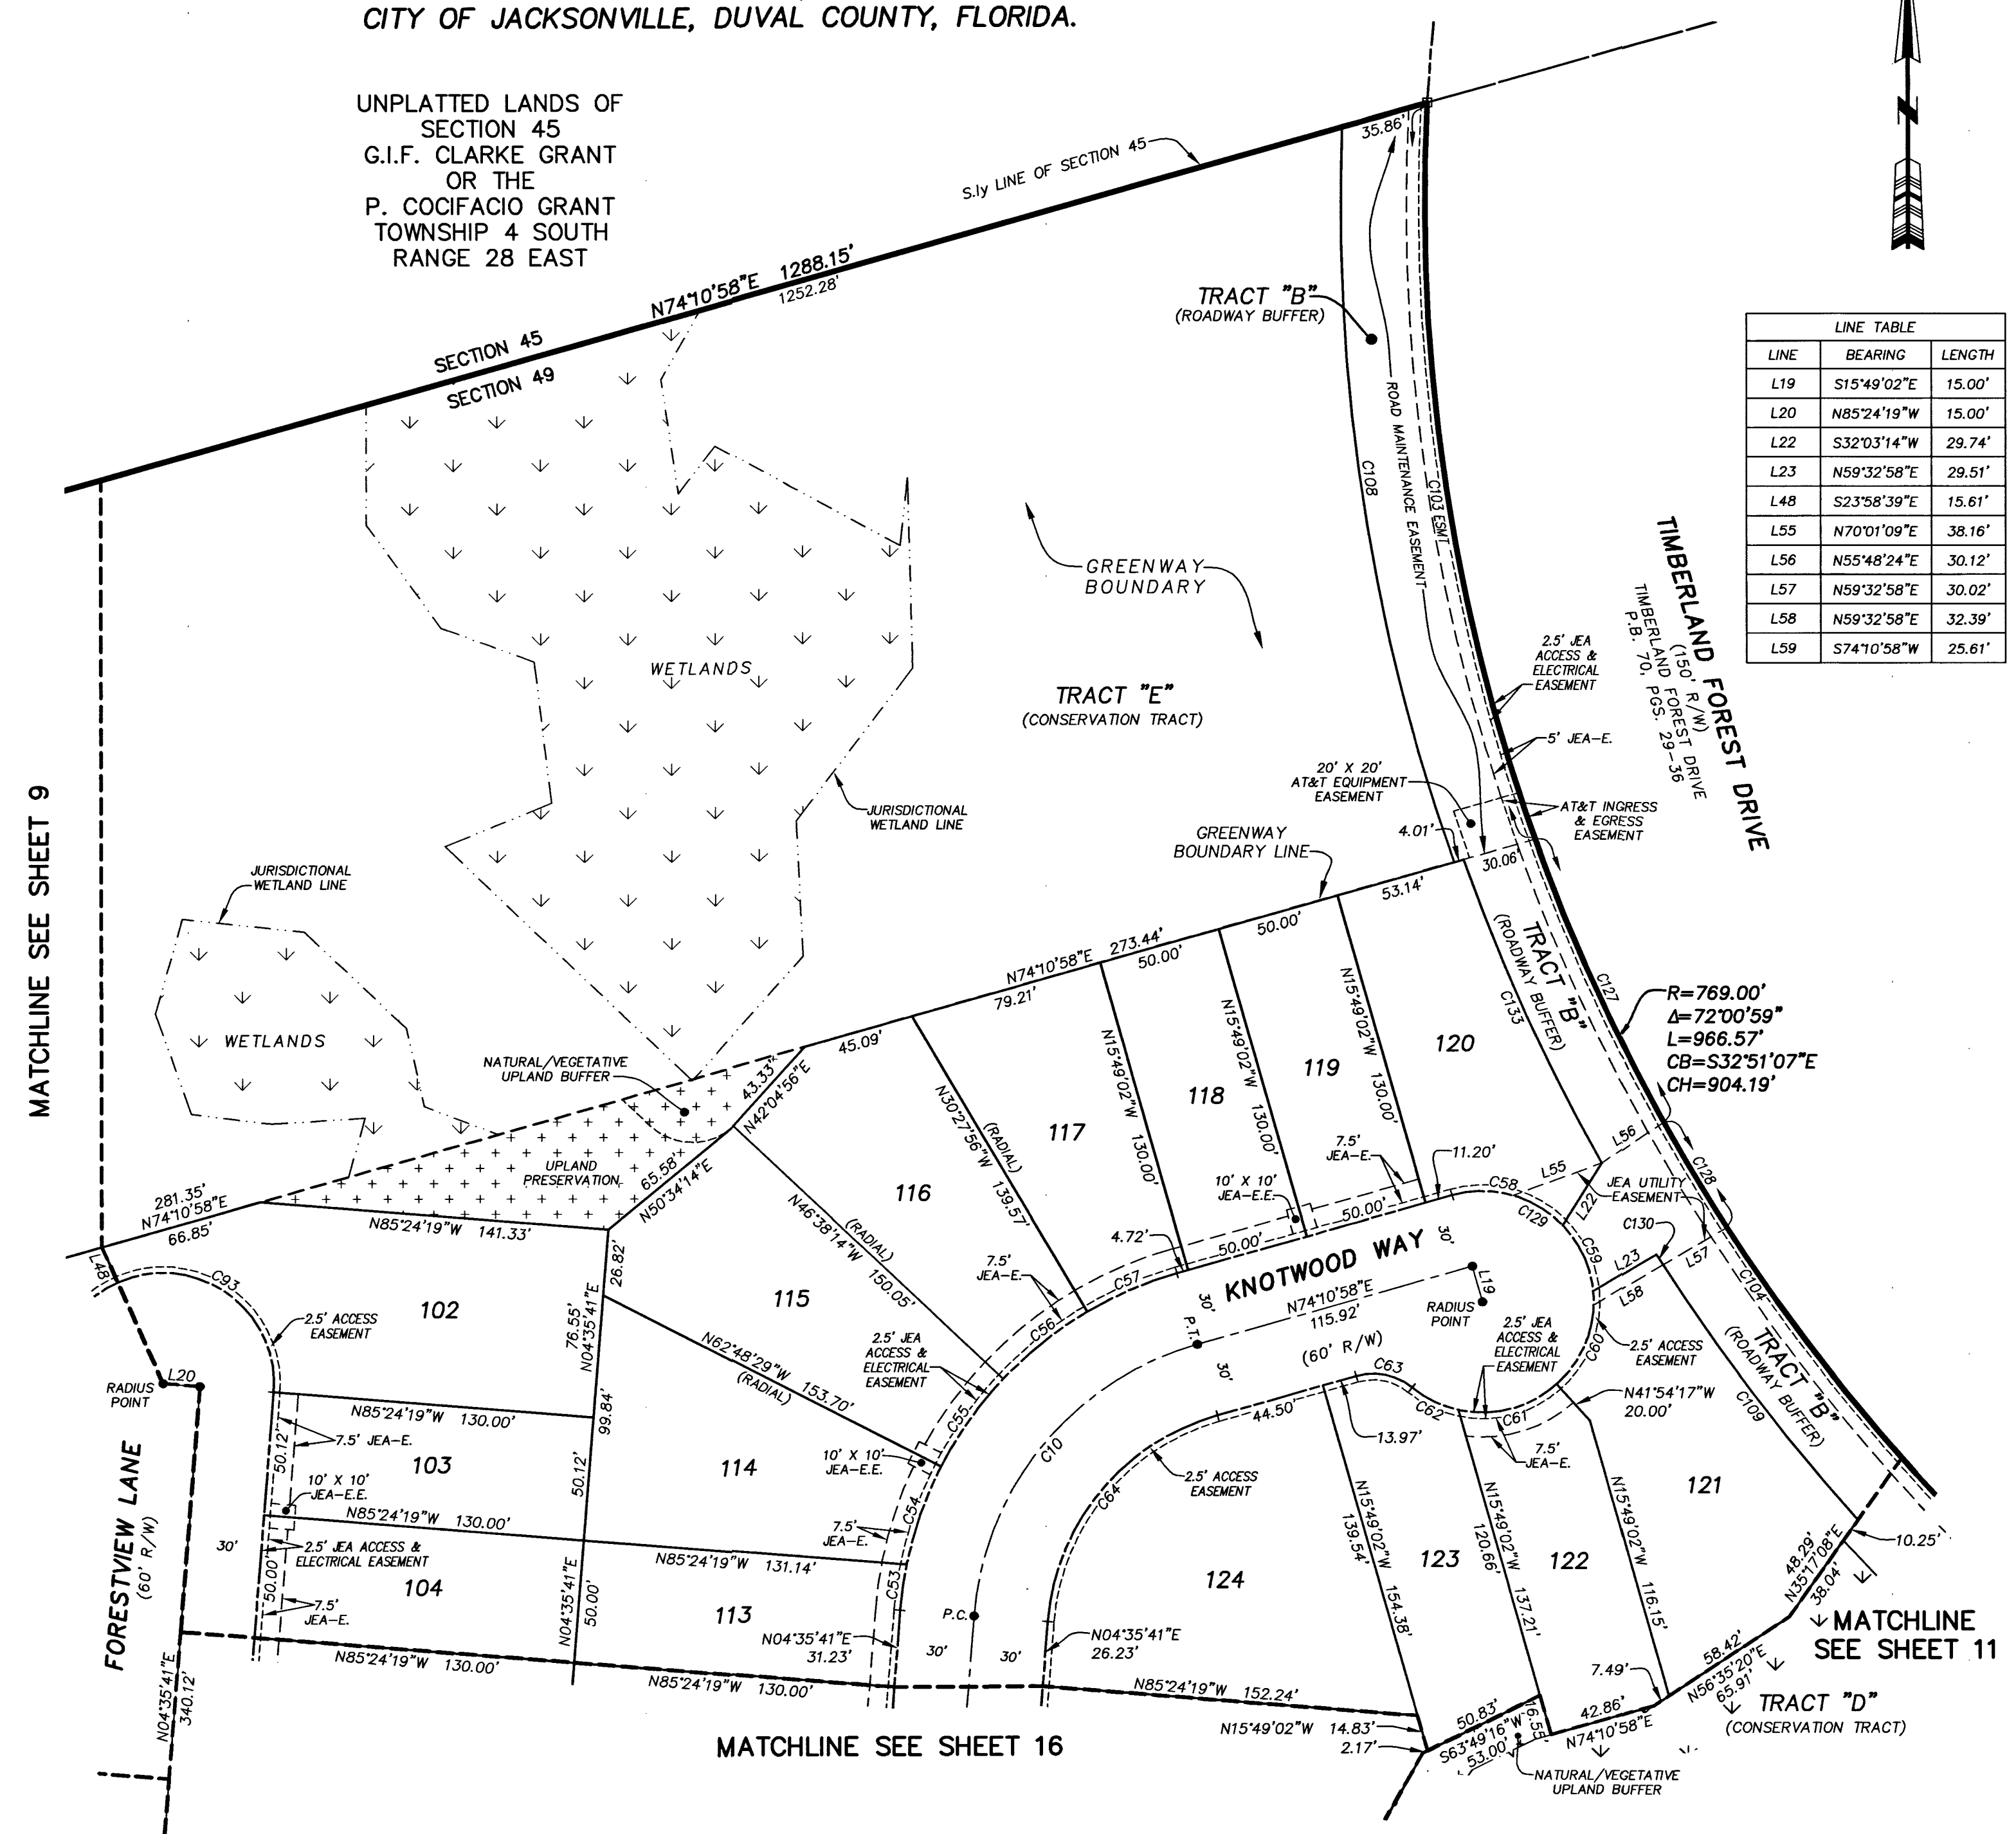 CITY OF JACKSONVILLE, DUVAL COUNTY, FLORIDA.
UNPLATTED LANDS OF
SECTION 45
G.I.F. CLARKE GRANT
OR THE
P. COCIFACIO GRANT
TOWNSHIP 4 SOUTH
RANGE 28 EAST
N
S.ly LINE OF SECTION 45
35.86'
N74°10'58"E 1288.15'
1252.28'
SECTION 45
SECTION 49
TRACT "B"
(ROADWAY BUFFER)
LINE TABLE
LINE BEARING LENGTH
L19 S15°49'02"E 15.00'
L20 N85°24'19"W 15.00'
L22 S32°03'14"W 29.74'
L23 N59°32'58"E 29.51'
L48 S23°58'39"E 15.61'
L55 N70°01'09"E 38.16'
L56 N55°48'24"E 30.12'
L57 N59°32'58"E 30.02'
L58 N59°32'58"E 32.39'
L59 S74°10'58"W 25.61'
C108
ROAD MAINTENANCE EASEMENT
C103 ESMT
GREENWAY
BOUNDARY
WETLANDS
TRACT "E"
(CONSERVATION TRACT)
TIMBERLAND FOREST DRIVE
(150' R/W)
TIMBERLAND FOREST DRIVE
P.B. 70, PGS. 29-36
2.5' JEA
ACCESS &
ELECTRICAL
EASEMENT
5' JEA-E.
20' X 20'
AT&T EQUIPMENT
EASEMENT
AT&T INGRESS
& EGRESS
EASEMENT
JURISDICTIONAL
WETLAND LINE
4.01'
30.06'
GREENWAY
BOUNDARY LINE
MATCHLINE SEE SHEET 9
JURISDICTIONAL
WETLAND LINE
WETLANDS
53.14'
50.00'
N74°10'58"E 273.44'
50.00'
79.21'
45.09'
TRACT "B"
(ROADWAY BUFFER)
C127
C133
R=769.00'
Δ=72°00'59"
L=966.57'
CB=S32°51'07"E
CH=904.19'
NATURAL/VEGETATIVE
UPLAND BUFFER
43.33'
N42°04'56"E
UPLAND
PRESERVATION
65.58'
N50°34'14"E
281.35'
N74°10'58"E
66.85'
N85°24'19"W 141.33'
26.82'
76.55'
N04°35'41"E
99.84'
N46°38'14"W 150.05'
(RADIAL)
N30°27'56"W 139.57'
(RADIAL)
N15°49'02"W 130.00'
N15°49'02"W 130.00'
N15°49'02"W 130.00'
116
117
118
119
120
7.5'
JEA-E.
10' X 10'
JEA-E.E.
11.20'
50.00'
50.00'
4.72'
C58
C129
L55
L56
L22
JEA UTILITY
EASEMENT
C128
C130
C59
L23
L57
L58
C104
KNOTWOOD WAY
30'
L19
N74°10'58"E
115.92'
RADIUS
POINT
(60' R/W)
P.T.
30'
30'
2.5' JEA
ACCESS &
ELECTRICAL
EASEMENT
2.5' ACCESS
EASEMENT
C60
TRACT "B"
(ROADWAY BUFFER)
C109
L48
C93
102
2.5' ACCESS
EASEMENT
115
7.5'
JEA-E.
C57
C56
2.5' JEA
ACCESS &
ELECTRICAL
EASEMENT
N62°48'29"W 153.70'
(RADIAL)
C55
RADIUS
POINT
L20
N85°24'19"W 130.00'
50.12'
7.5' JEA-E.
103
10' X 10'
JEA-E.E.
50.12'
114
10' X 10'
JEA-E.E.
C54
C10
C64
2.5' ACCESS
EASEMENT
44.50'
C63
C62
C61
13.97'
N41°54'17"W
20.00'
7.5'
JEA-E.
121
FORESTVIEW LANE
(60' R/W)
30'
N85°24'19"W 130.00'
2.5' JEA ACCESS &
ELECTRICAL EASEMENT
50.00'
104
7.5'
JEA-E.
N04°35'41"E
50.00'
N85°24'19"W 131.14'
7.5'
JEA-E.
C53
113
124
123
122
N15°49'02"W 154.38'
139.54'
N15°49'02"W 137.21'
120.66'
N15°49'02"W 116.15'
48.29'
N35°17'08"E
38.04'
10.25'
P.C.
N04°35'41"E
31.23'
30'
30'
N04°35'41"E
26.23'
MATCHLINE
SEE SHEET 11
N04°35'41"E
340.12'
N85°24'19"W 130.00'
N85°24'19"W 130.00'
N85°24'19"W 152.24'
7.49'
58.42'
N56°35'20"E
65.91'
50.83'
S63°49'16"W
53.00'
16.55'
42.86'
N74°10'58"E
N15°49'02"W 14.83'
2.17'
TRACT "D"
(CONSERVATION TRACT)
MATCHLINE SEE SHEET 16
NATURAL/VEGETATIVE
UPLAND BUFFER